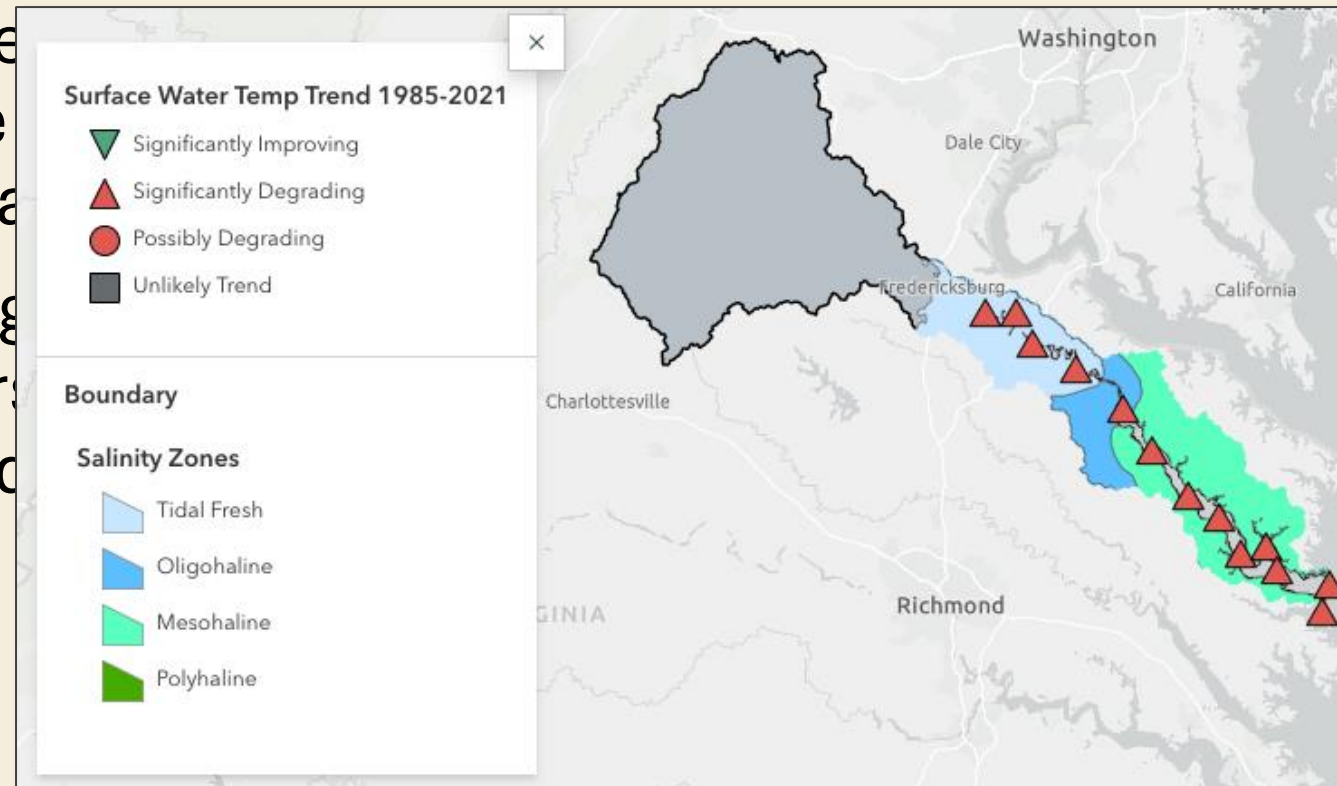 Surface Water Temp Trend 1985-2021
Significantly Improving
Significantly Degrading
Possibly Degrading
Unlikely Trend
Boundary
Salinity Zones
Tidal Fresh
Oligohaline
Mesohaline
Polyhaline
Washington
Dale City
Fredericksburg
California
Charlottesville
Richmond
GINIA